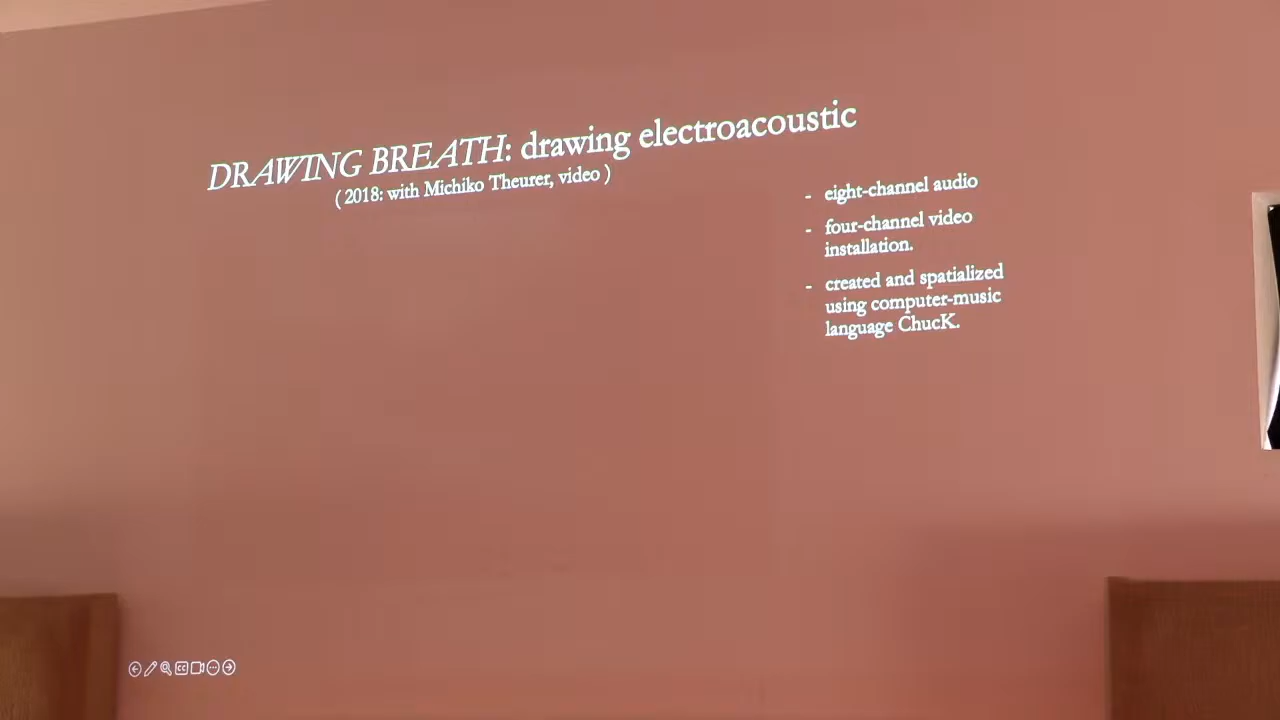 DRAWING BREATH: drawing electroacoustic
( 2018: with Michiko Theurer, video )
- eight-channel audio
- four-channel video
installation.
- created and spatialized
using computer-music
language ChucK.